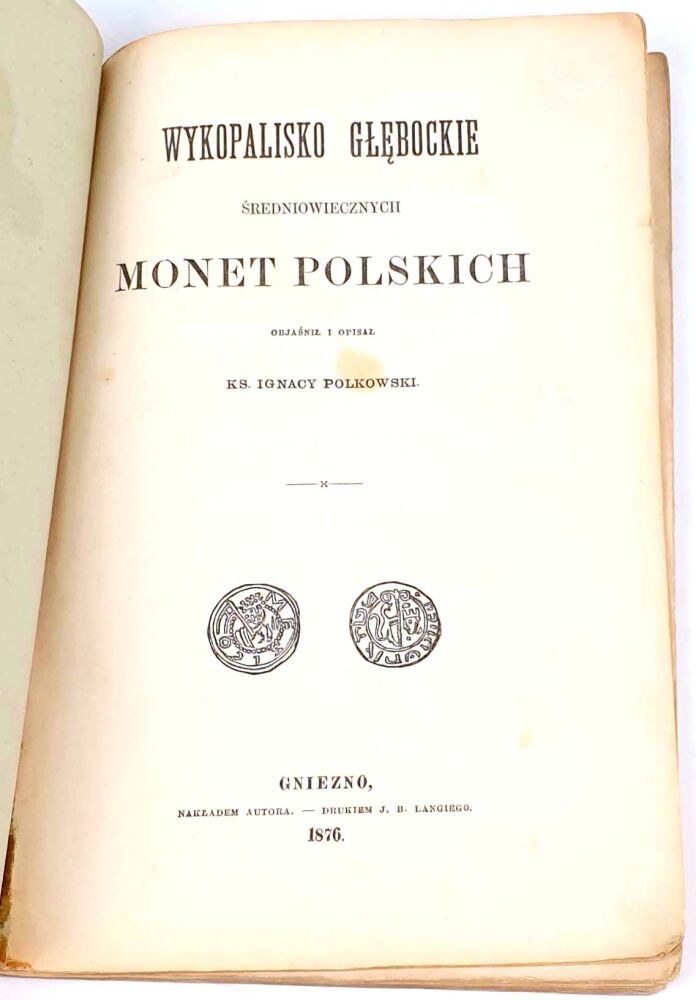 WYKOPALISKO GŁĘBOCKIE
ŚREDNIOWIECZNYCH
MONET POLSKICH
OBJAŚNIŁ I OPISAŁ
KS. IGNACY POLKOWSKI.
GNIEZNO,
NAKŁADEM AUTORA. — DRUKIEM J. B. LANGIEGO.
1876.